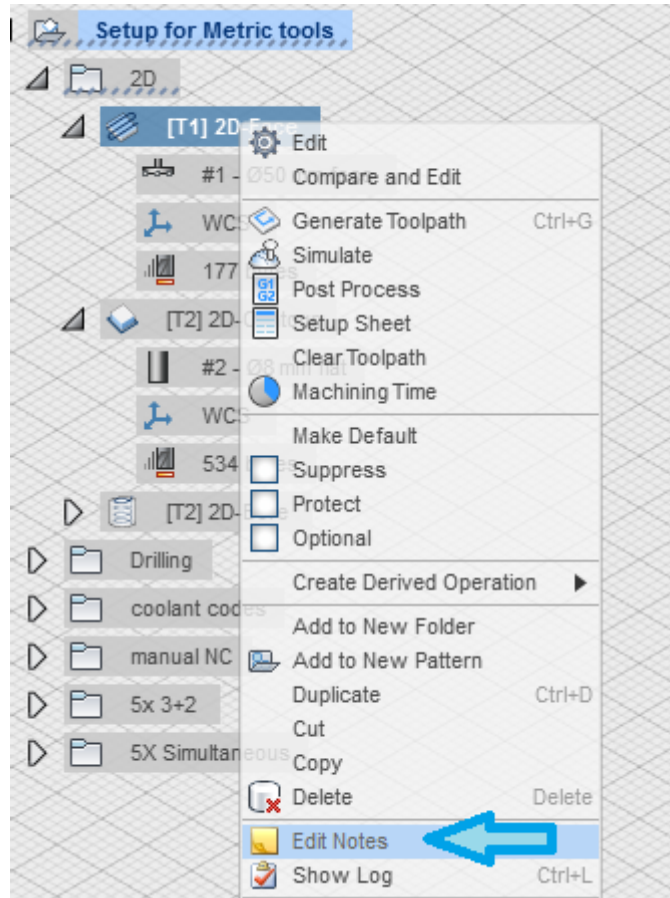 Setup for Metric tools
2D
[T1] 2D-Face
#1 - Ø50
WCS
177
[T2] 2D-
#2 - Ø8 mm flat
WCS
534
[T2] 2D-
Drilling
coolant codes
manual NC
5x 3+2
5X Simultaneous
Edit
Compare and Edit
Generate Toolpath Ctrl+G
Simulate
G1
G2
Post Process
Setup Sheet
Clear Toolpath
Machining Time
Make Default
Suppress
Protect
Optional
Create Derived Operation
Add to New Folder
Add to New Pattern
Duplicate Ctrl+D
Cut
Copy
Delete Delete
Edit Notes
Show Log Ctrl+L